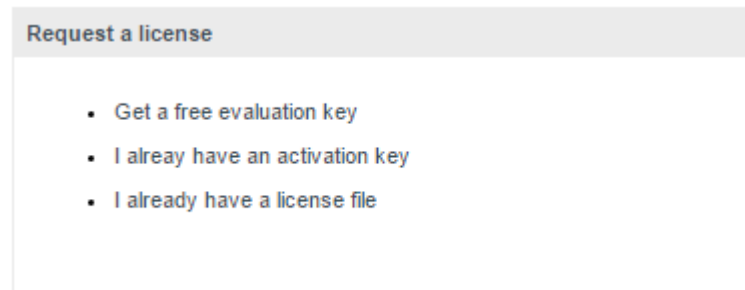 Request a license
• Get a free evaluation key
• I alreay have an activation key
• I already have a license file